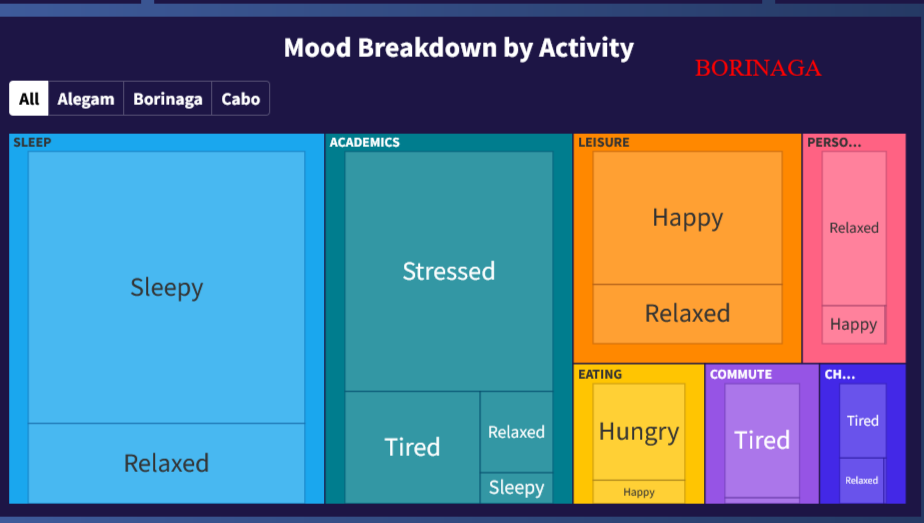 Mood Breakdown by Activity
BORINAGA
All Alegam Borinaga Cabo
SLEEP
Sleepy
Relaxed
ACADEMICS
Stressed
Tired
Relaxed
Sleepy
LEISURE
Happy
Relaxed
PERSO...
Relaxed
Happy
EATING
Hungry
Happy
COMMUTE
Tired
CH...
Tired
Relaxed